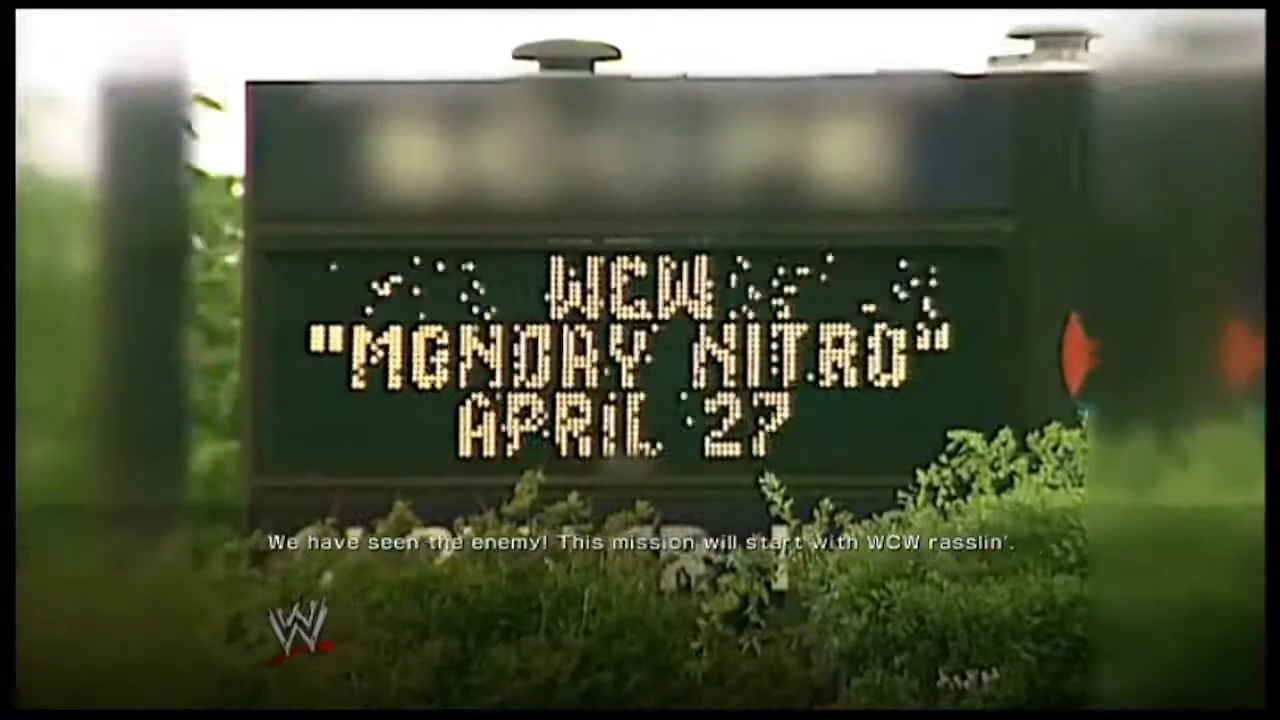 WCW
"MONDAY NITRO"
APRIL 27
We have seen the enemy! This mission will start with WCW rasslin'.
W